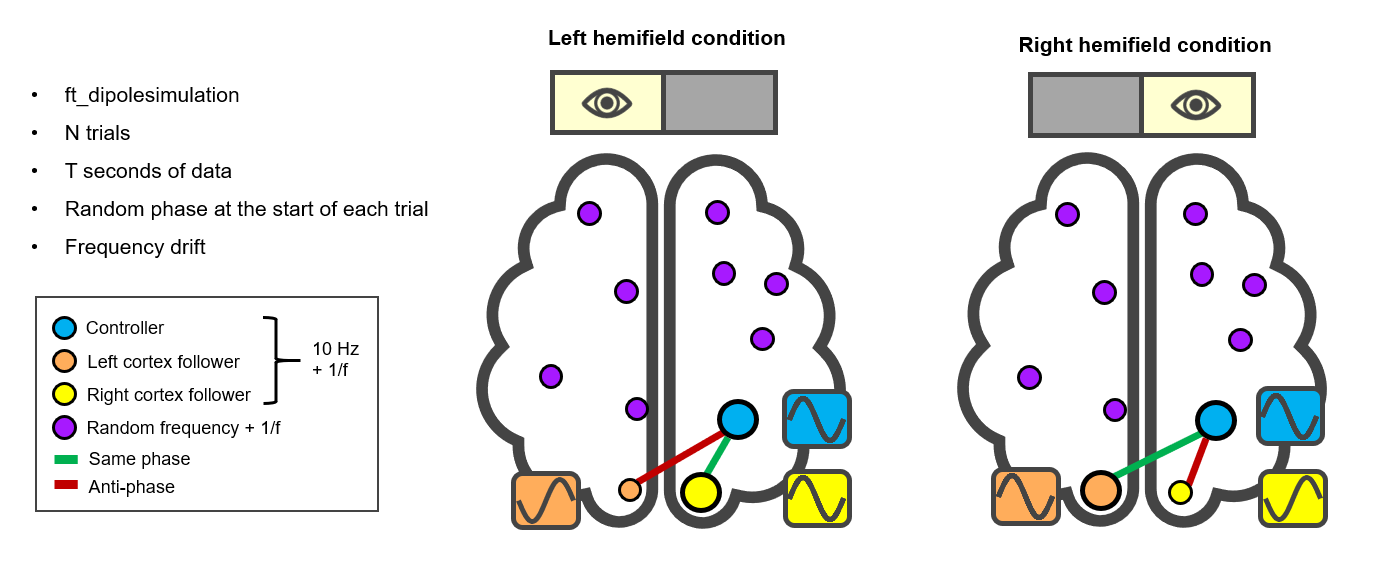 Left hemifield condition
Right hemifield condition
• ft_dipolesimulation
• N trials
• T seconds of data
• Random phase at the start of each trial
• Frequency drift
Controller
Left cortex follower
Right cortex follower
10 Hz
+ 1/f
Random frequency + 1/f
Same phase
Anti-phase